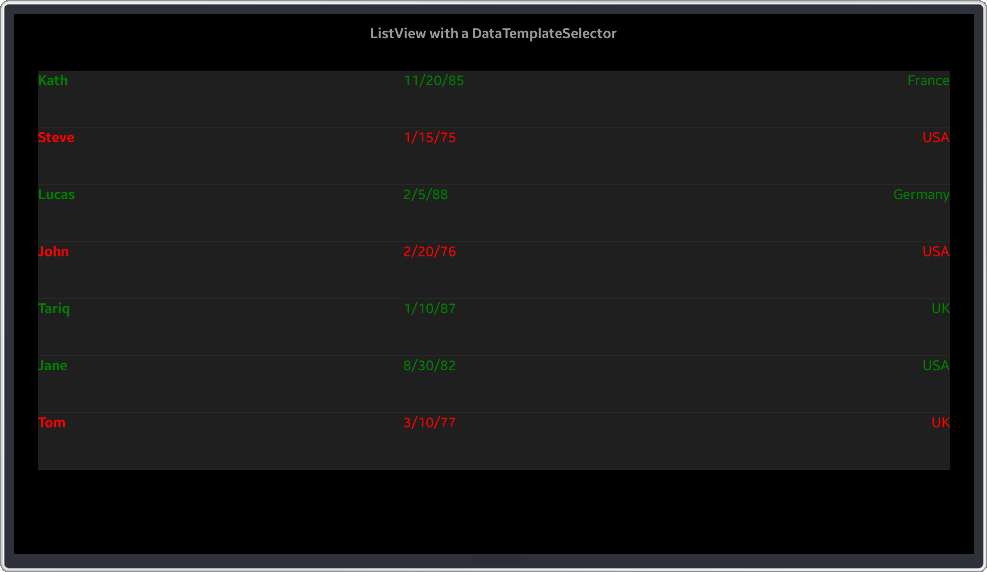 ListView with a DataTemplateSelector
Kath 11/20/85 France
Steve 1/15/75 USA
Lucas 2/5/88 Germany
John 2/20/76 USA
Tariq 1/10/87 UK
Jane 8/30/82 USA
Tom 3/10/77 UK